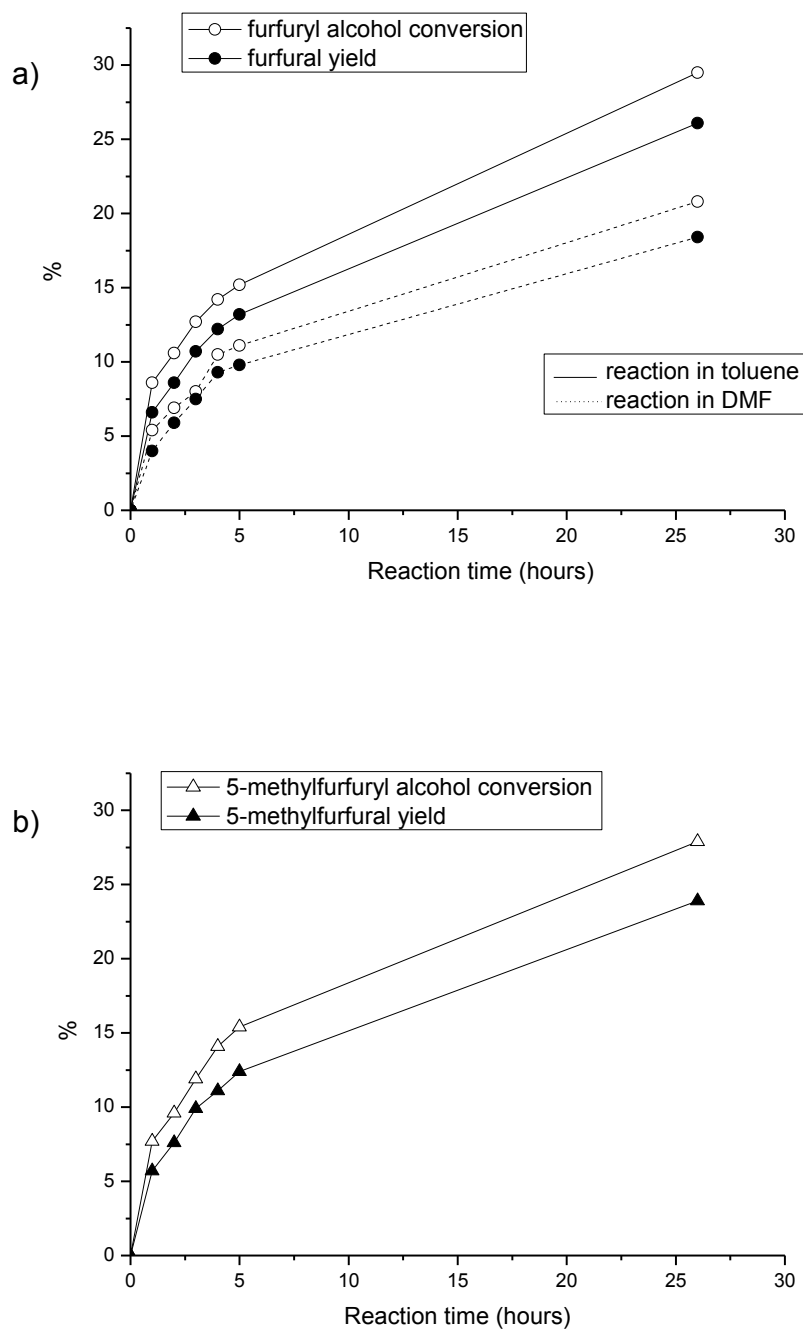 a)
furfuryl alcohol conversion
furfural yield
30
25
20
15
10
5
0
%
reaction in toluene
reaction in DMF
0 5 10 15 20 25 30
Reaction time (hours)
b)
5-methylfurfuryl alcohol conversion
5-methylfurfural yield
30
25
20
15
10
5
0
%
0 5 10 15 20 25 30
Reaction time (hours)